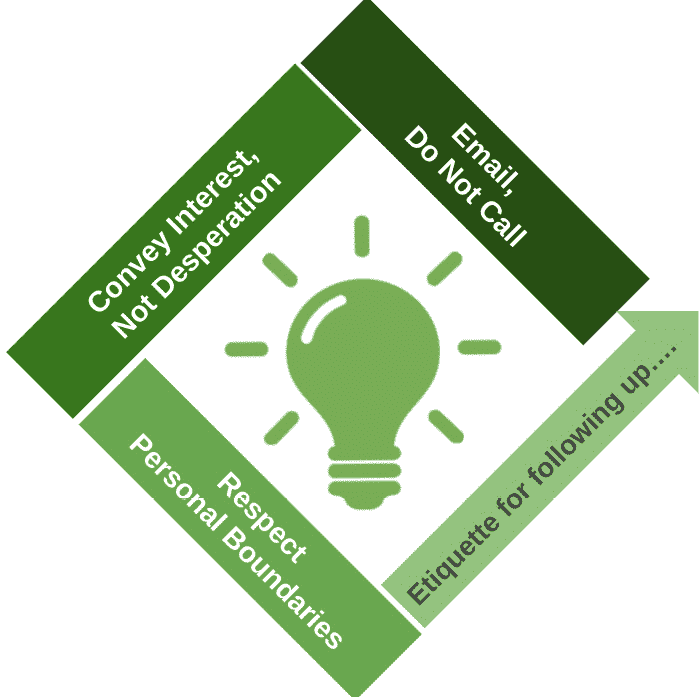 Email,
Do Not Call
Convey Interest,
Not Desperation
Respect
Personal Boundaries
Etiquette for following up....